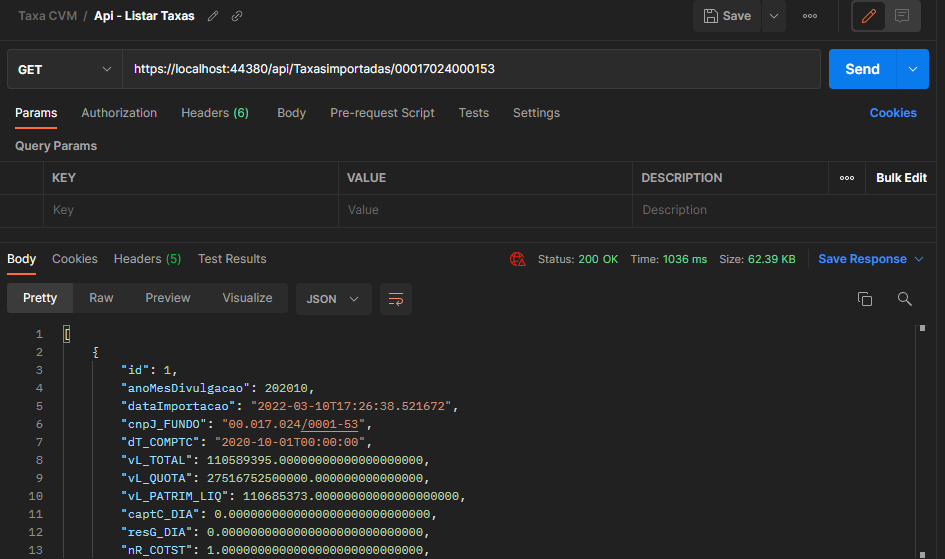 Taxa CVM / Api - Listar Taxas
Save
GET
https://localhost:44380/api/Taxasimportadas/00017024000153
Send
Params Authorization Headers (6) Body Pre-request Script Tests Settings Cookies
Query Params
KEY VALUE DESCRIPTION Bulk Edit
Key Value Description
Body Cookies Headers (5) Test Results Status: 200 OK Time: 1036 ms Size: 62.39 KB Save Response
Pretty Raw Preview Visualize JSON
1 [
2 {
3 "id": 1,
4 "anoMesDivulgacao": 202010,
5 "dataImportacao": "2022-03-10T17:26:38.521672",
6 "cnpJ_FUNDO": "00.017.024/0001-53",
7 "dT_COMPTC": "2020-10-01T00:00:00",
8 "vL_TOTAL": 110589395.00000000000000000000,
9 "vL_QUOTA": 27516752500000.000000000000000,
10 "vL_PATRIM_LIQ": 110685373.00000000000000000000,
11 "captC_DIA": 0.0000000000000000000000000,
12 "resG_DIA": 0.0000000000000000000000000,
13 "nR_COTST": 1.0000000000000000000000000,